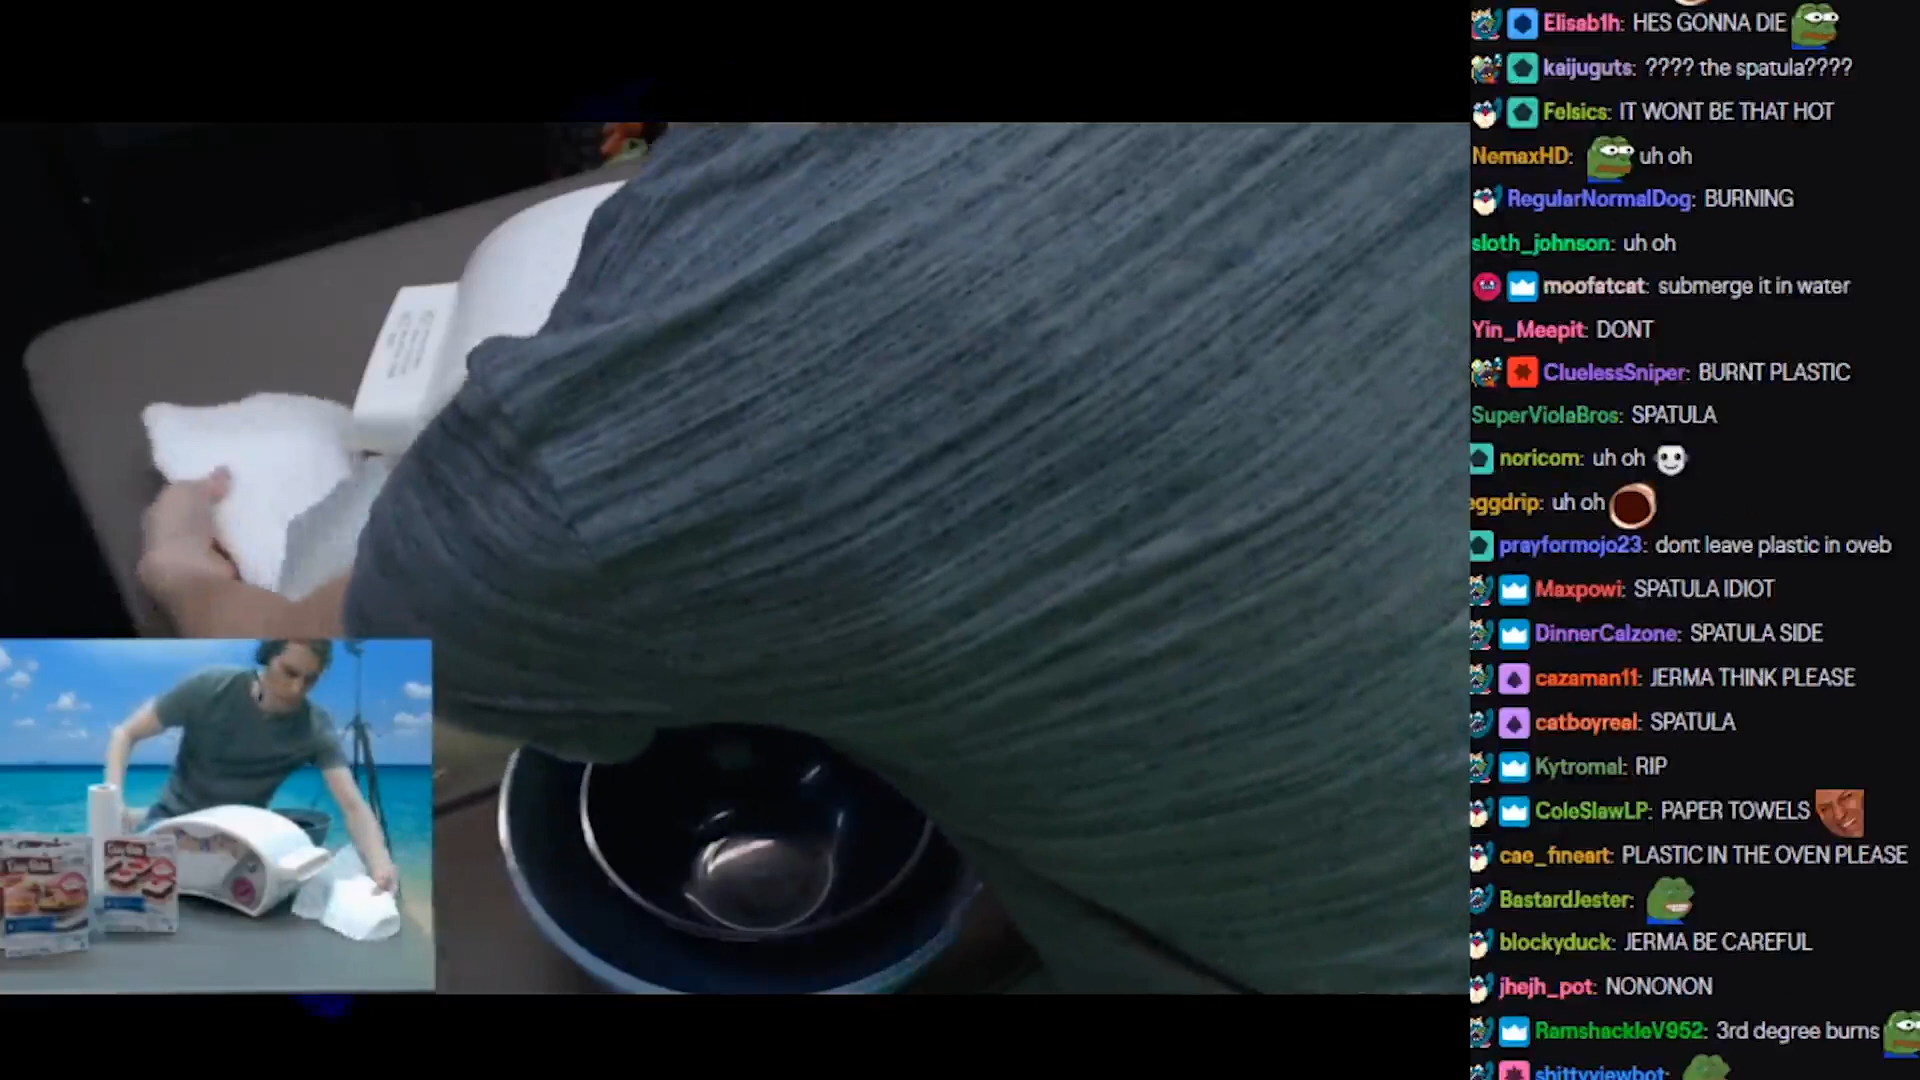 Elisab1h: HES GONNA DIE
kaijuguts: ???? the spatula????
Felsics: IT WONT BE THAT HOT
NemaxHD: uh oh
RegularNormalDog: BURNING
sloth_johnson: uh oh
moofatcat: submerge it in water
Yin_Meepit: DONT
CluelessSniper: BURNT PLASTIC
SuperViolaBros: SPATULA
noricom: uh oh
eggdrip: uh oh
prayformojo23: dont leave plastic in oveb
Maxpowi: SPATULA IDIOT
DinnerCalzone: SPATULA SIDE
cazaman11: JERMA THINK PLEASE
catboyreal: SPATULA
Kytromal: RIP
ColeSlawLP: PAPER TOWELS
cae_fineart: PLASTIC IN THE OVEN PLEASE
BastardJester:
blockyduck: JERMA BE CAREFUL
jhejh_pot: NONONON
RamshackleV952: 3rd degree burns
shittyviewbot: